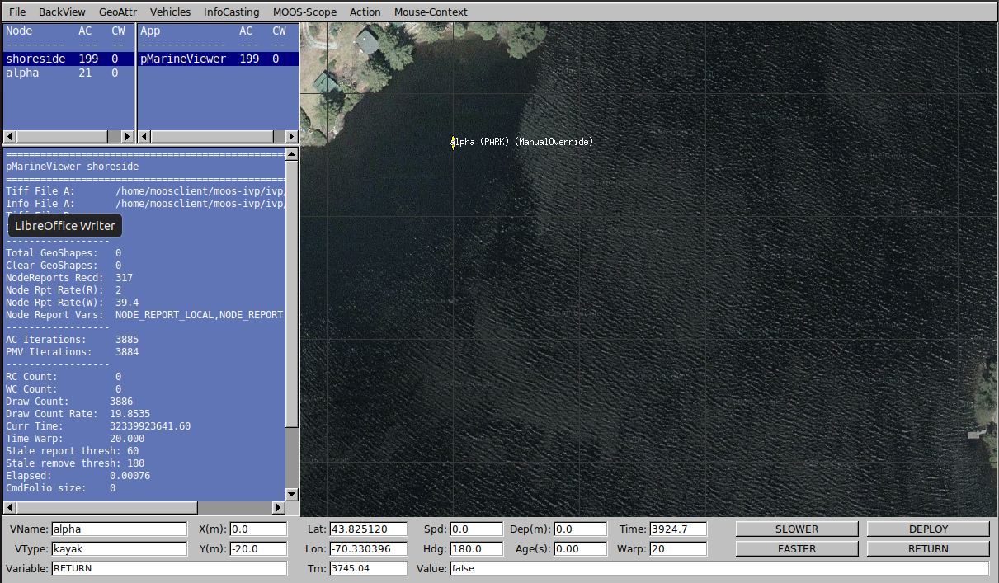 File BackView GeoAttr Vehicles InfoCasting MOOS-Scope Action Mouse-Context
Node AC CW
--------- --- --
shoreside 199 0
alpha 21 0
App AC CW
------------- --- --
pMarineViewer 199 0
=================================================
pMarineViewer shoreside
=================================================
Tiff File A: /home/moosclient/moos-ivp/ivp/
Info File A: /home/moosclient/moos-ivp/ivp/
LibreOffice Writer
------------------
Total GeoShapes: 0
Clear GeoShapes: 0
NodeReports Recd: 317
Node Rpt Rate(R): 2
Node Rpt Rate(W): 39.4
Node Report Vars: NODE_REPORT_LOCAL,NODE_REPORT
------------------
AC Iterations: 3885
PMV Iterations: 3884
------------------
RC Count: 0
WC Count: 0
Draw Count: 3886
Draw Count Rate: 19.8535
Curr Time: 32339923641.60
Time Warp: 20.000
Stale report thresh: 60
Stale remove thresh: 180
Elapsed: 0.00076
CmdFolio size: 0
alpha (PARK) (ManualOverride)
VName: alpha X(m): 0.0 Lat: 43.825120 Spd: 0.0 Dep(m): 0.0 Time: 3924.7 SLOWER DEPLOY
VType: kayak Y(m): -20.0 Lon: -70.330396 Hdg: 180.0 Age(s): 0.00 Warp: 20 FASTER RETURN
Variable: RETURN Tm: 3745.04 Value: false